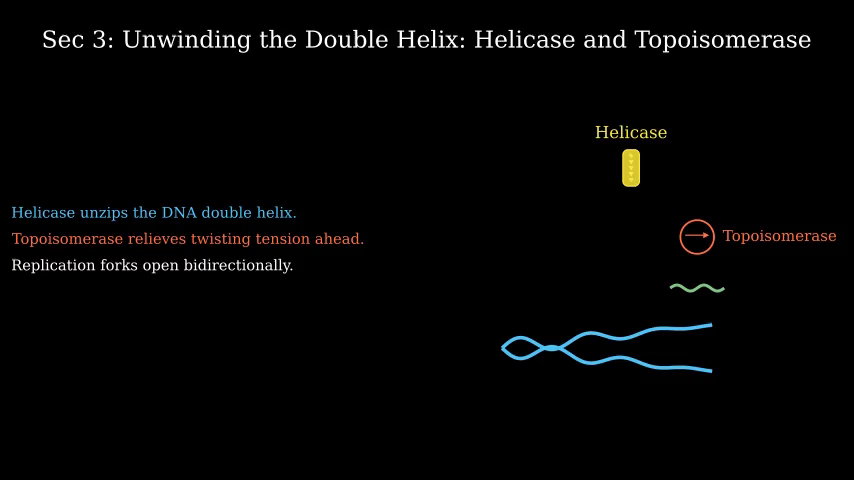 Sec 3: Unwinding the Double Helix: Helicase and Topoisomerase
Helicase
Helicase unzips the DNA double helix.
Topoisomerase relieves twisting tension ahead.
Topoisomerase
Replication forks open bidirectionally.